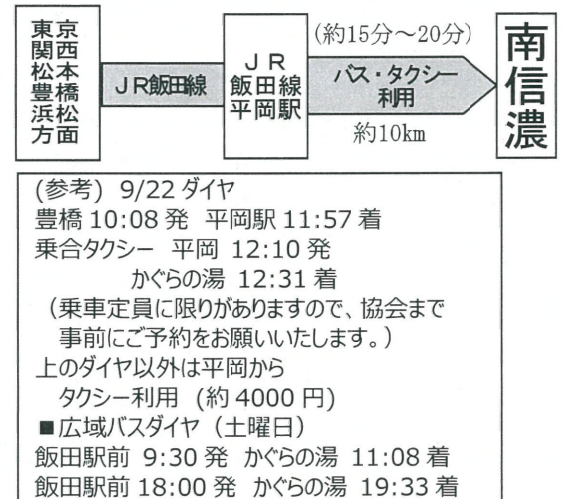 東京
関西
松本
豊橋
浜松
方面
JR飯田線
JR
飯田線
平岡駅
(約15分～20分)
バス・タクシー
利用
約10km
南信濃
(参考) 9/22 ダイヤ
豊橋 10:08 発 平岡駅 11:57 着
乗合タクシー 平岡 12:10 発
かぐらの湯 12:31 着
（乗車定員に限りがありますので、協会まで
事前にご予約をお願いいたします。）
上のダイヤ以外は平岡から
タクシー利用 (約 4000 円)
■広域バスダイヤ（土曜日）
飯田駅前 9:30 発 かぐらの湯 11:08 着
飯田駅前 18:00 発 かぐらの湯 19:33 着